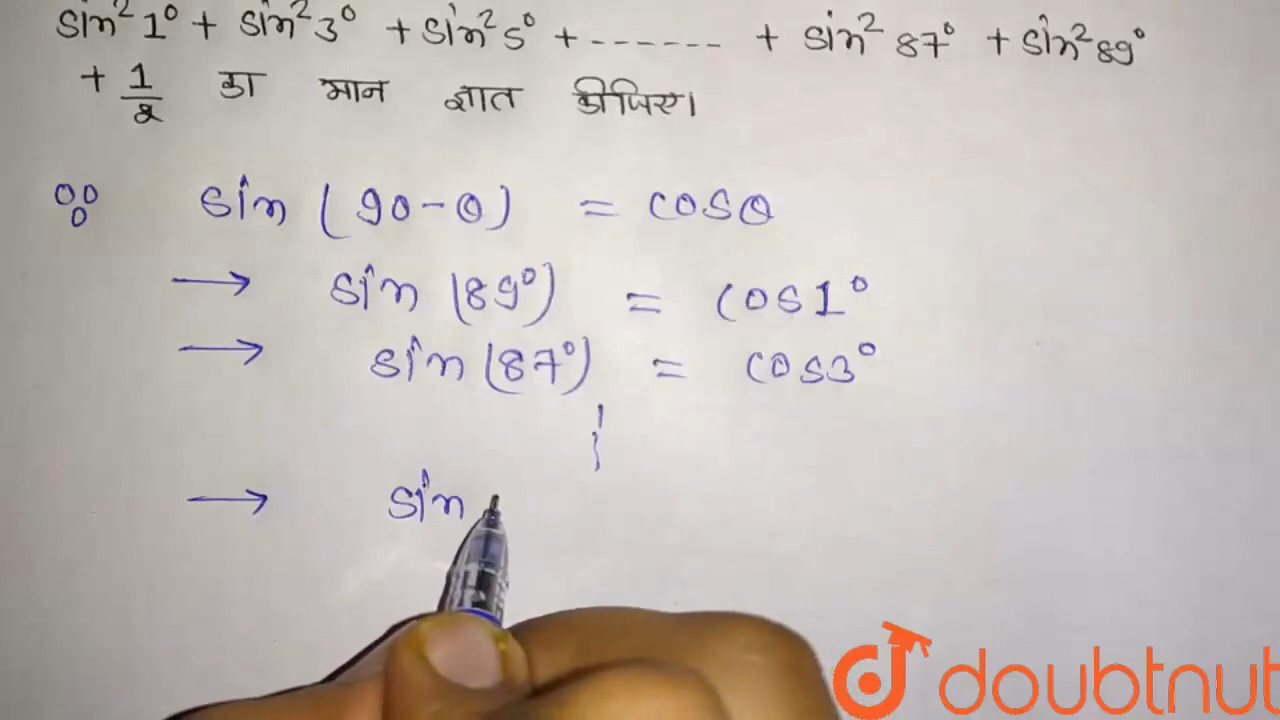 sin²1° + sin²3° + sin²5° + ------- + sin²87° + sin²89°
+ 1/2 का मान ज्ञात कीजिए।
∵ sin(90-θ) = cosθ
→ sin(89°) = cos1°
→ sin(87°) = cos3°
→ sin
doubtnut